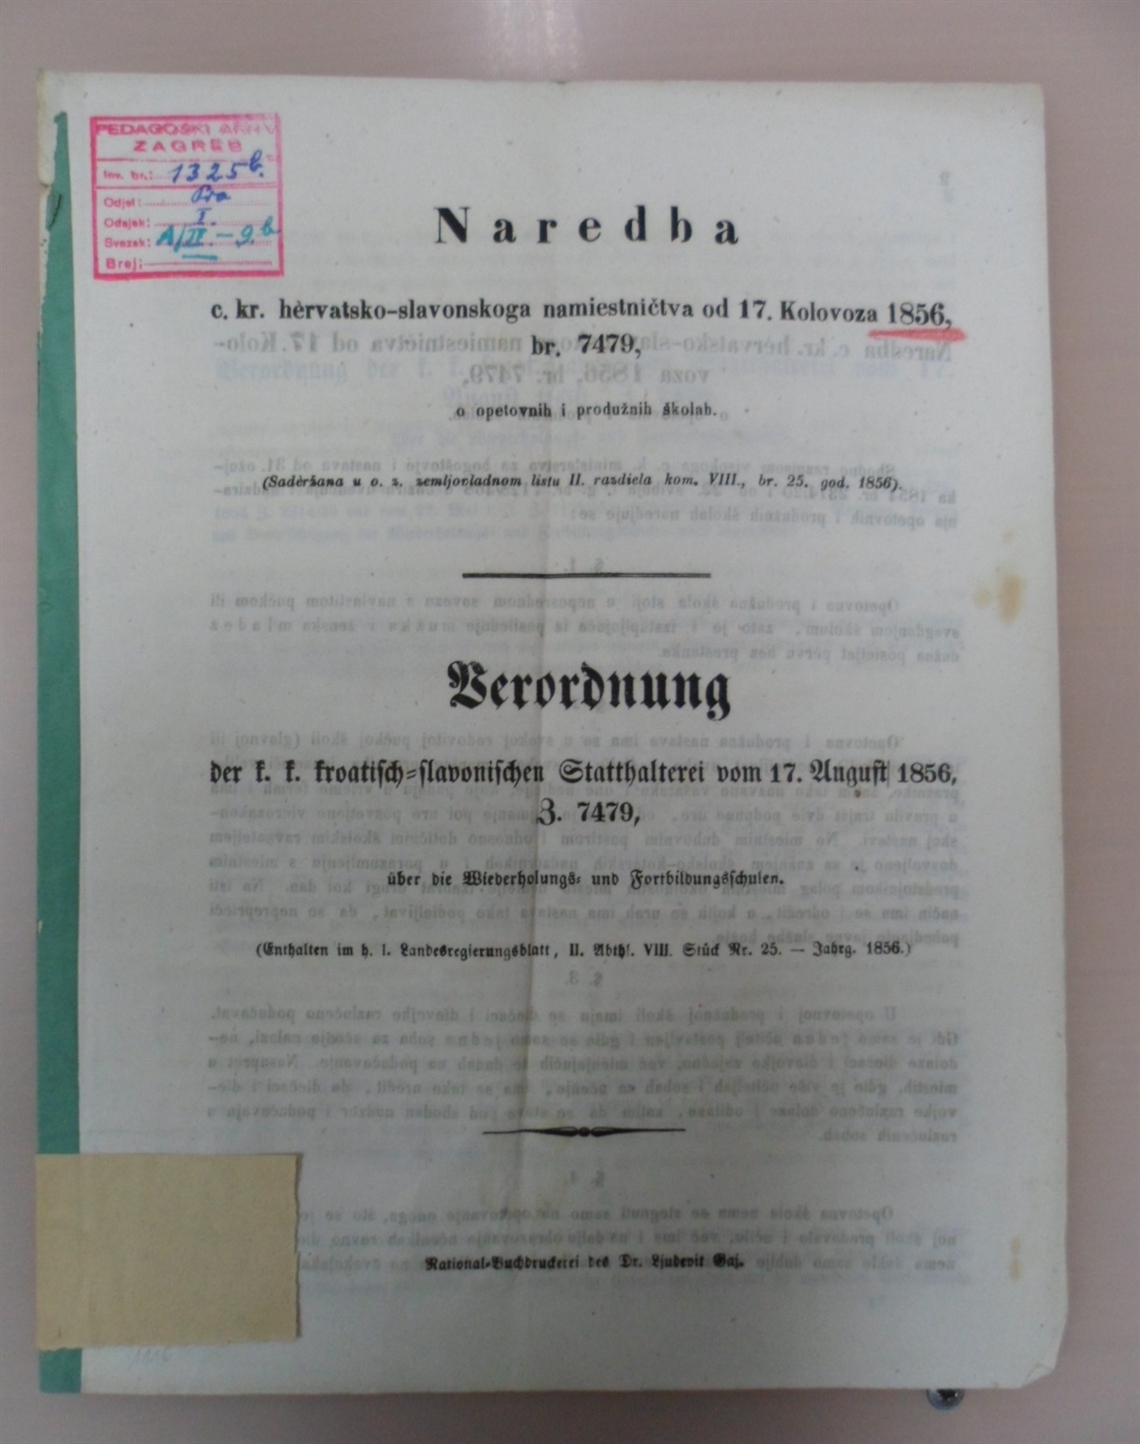 PEDAGOŠKI ARHIV
ZAGREB
Inv. br.: 1325 b.
Odjel:
Odsjek: I.
Svezak: A/II. - 9. b
Broj:
Naredba
c. kr. hèrvatsko-slavonskoga namiestničtva od 17. Kolovoza 1856,
br. 7479,
o opetovnih i produžnih školah.
(Sadèržana u o. z. zemljovladnom listu II. razdiela kom. VIII., br. 25. god. 1856).
Verordnung
der k. k. kroatisch-slavonischen Statthalterei vom 17. August 1856,
Z. 7479,
über die Wiederholungs- und Fortbildungsschulen.
(Enthalten im h. l. Landesregierungsblatt, II. Abthl. VIII. Stück Nr. 25. — Jahrg. 1856.)
National-Buchdruckerei des Dr. Ljudevit Gaj.